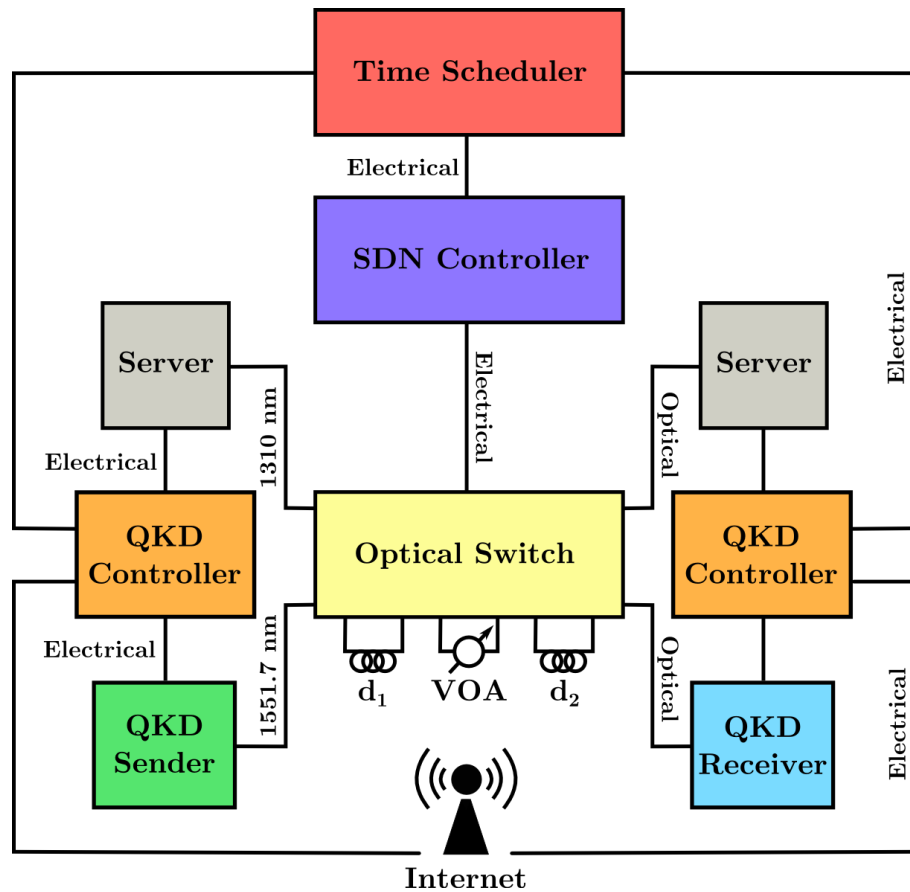 Time Scheduler
Electrical
SDN Controller
Electrical
Electrical
Server
Server
1310 nm
Optical
Electrical
QKD
Controller
Optical Switch
QKD
Controller
Electrical
1551.7 nm
d₁
VOA
d₂
Optical
Electrical
QKD
Sender
QKD
Receiver
Internet